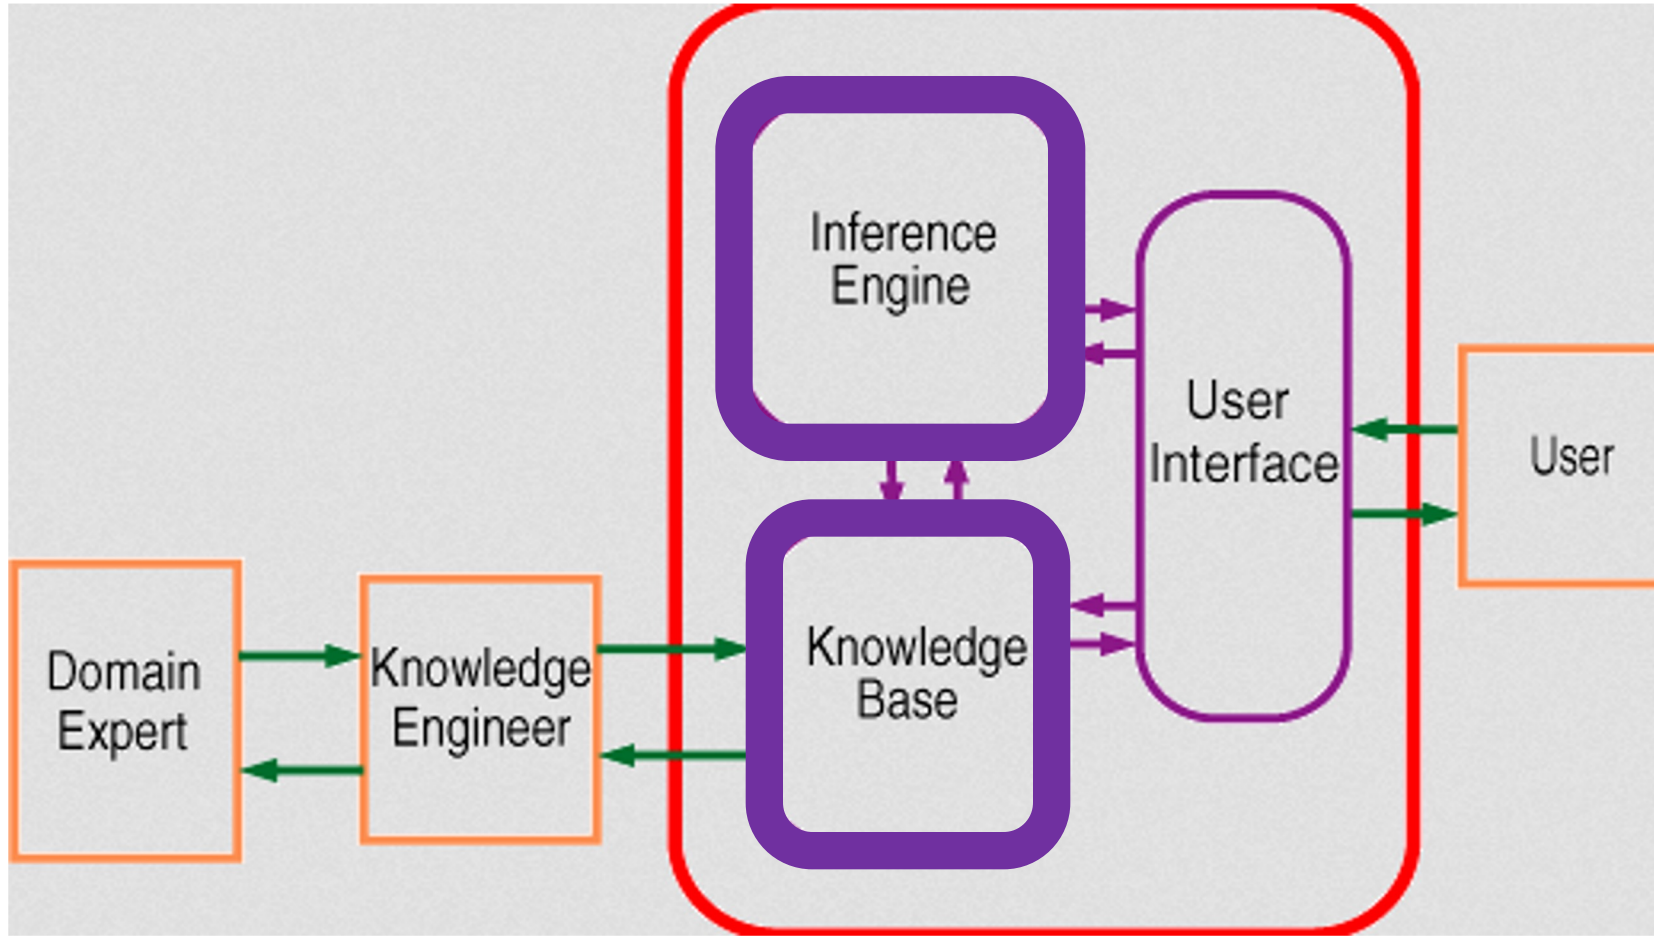 Inference
Engine
User
Interface
User
Domain
Expert
Knowledge
Engineer
Knowledge
Base